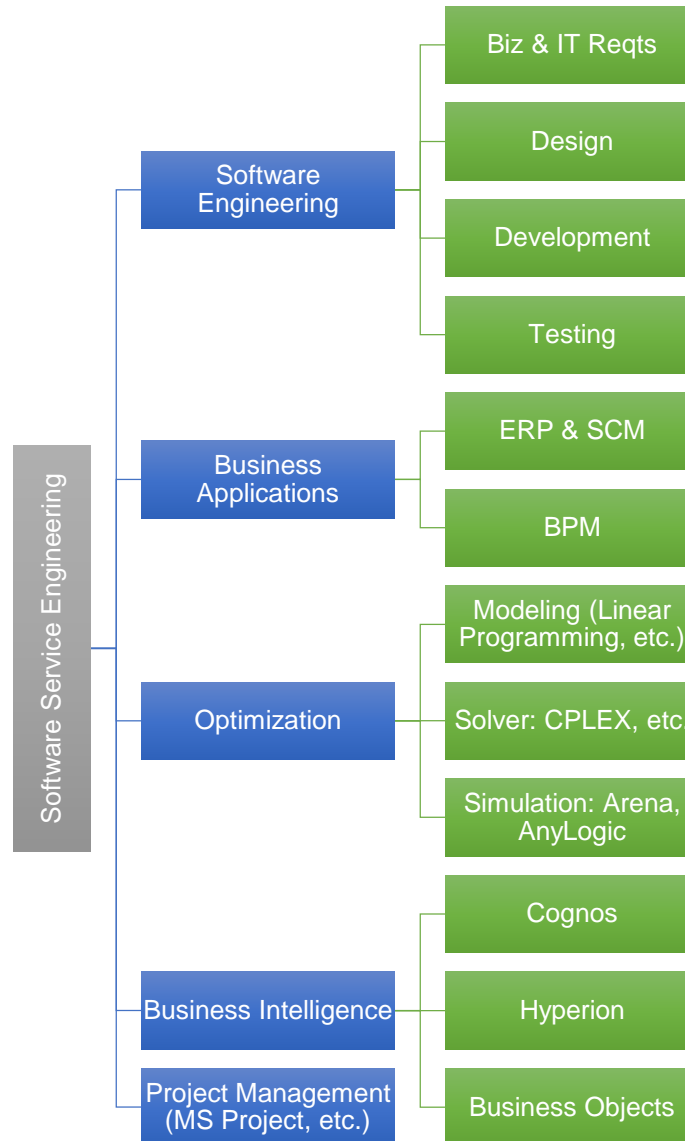 Software Service Engineering
Software
Engineering
Biz & IT Reqts
Design
Development
Testing
Business
Applications
ERP & SCM
BPM
Optimization
Modeling (Linear
Programming, etc.)
Solver: CPLEX, etc.
Simulation: Arena,
AnyLogic
Business Intelligence
Cognos
Hyperion
Business Objects
Project Management
(MS Project, etc.)